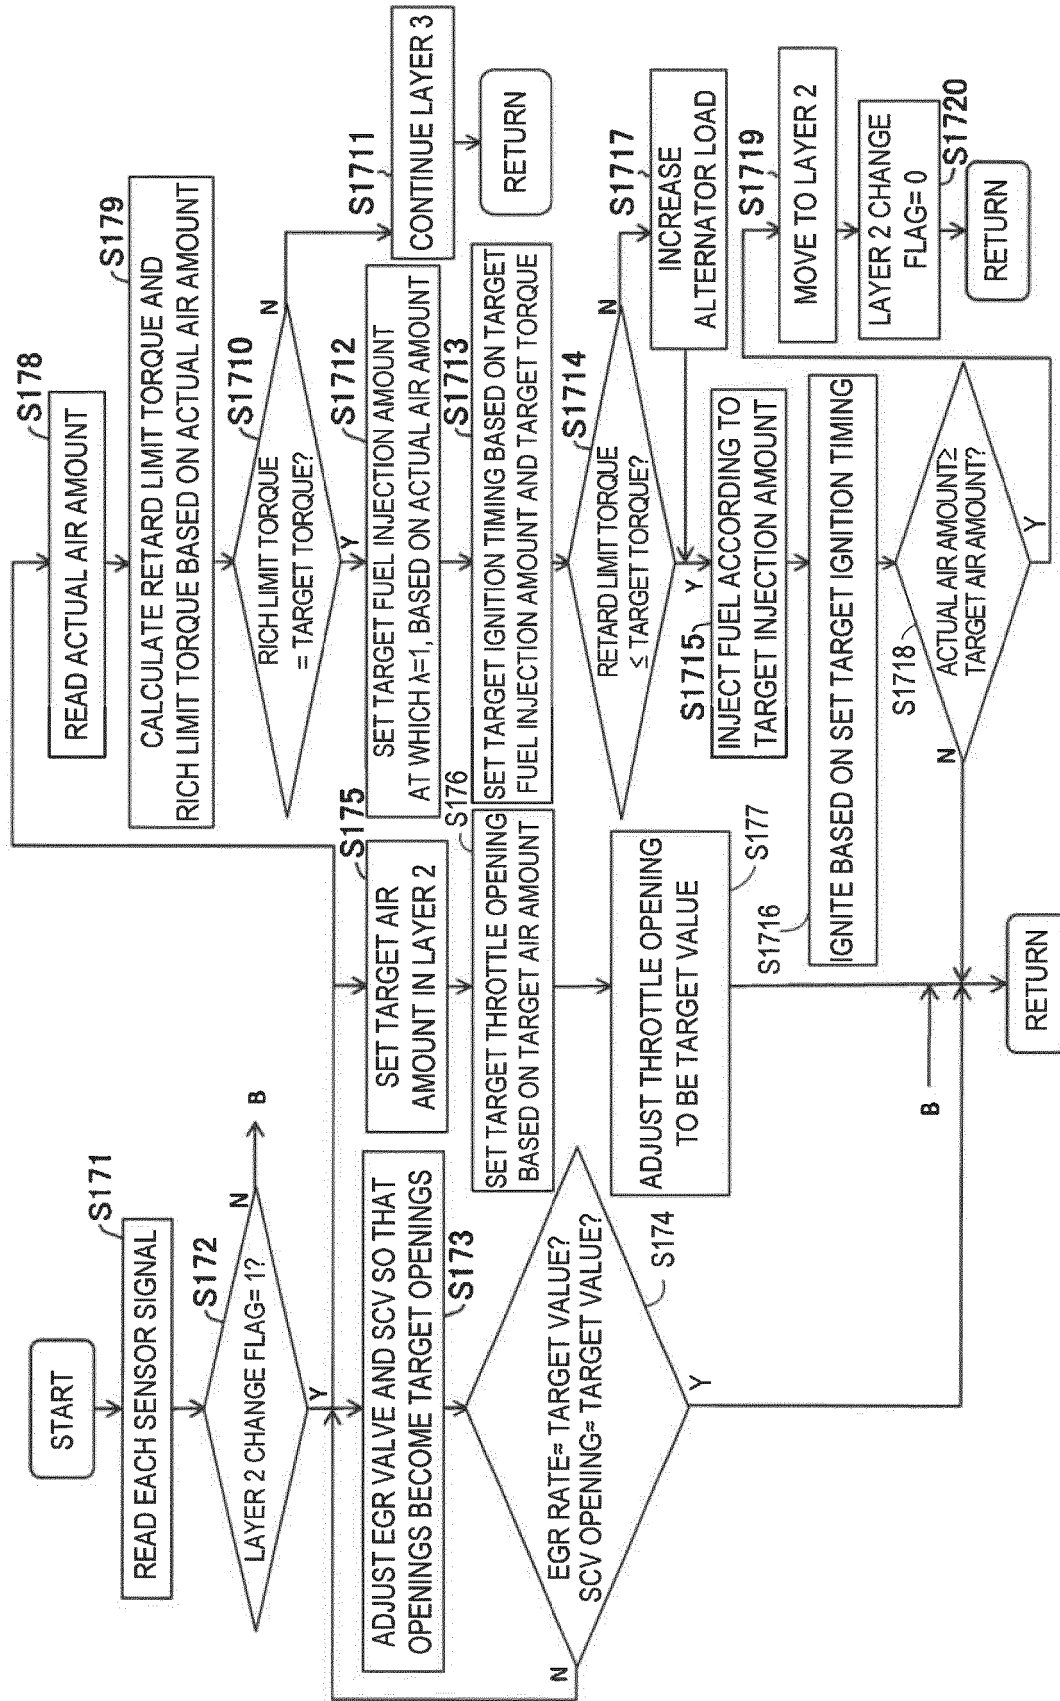 START
READ EACH SENSOR SIGNAL
S171
LAYER 2 CHANGE FLAG= 1?
S172
N
B
Y
ADJUST EGR VALVE AND SCV SO THAT
OPENINGS BECOME TARGET OPENINGS
S173
EGR RATE= TARGET VALUE?
SCV OPENING= TARGET VALUE?
S174
N
Y
SET TARGET AIR
AMOUNT IN LAYER 2
S175
SET TARGET THROTTLE OPENING
BASED ON TARGET AIR AMOUNT
S176
ADJUST THROTTLE OPENING
TO BE TARGET VALUE
S177
B
RETURN
READ ACTUAL AIR AMOUNT
S178
CALCULATE RETARD LIMIT TORQUE AND
RICH LIMIT TORQUE BASED ON ACTUAL AIR AMOUNT
S179
RICH LIMIT TORQUE
= TARGET TORQUE?
S1710
N
Y
CONTINUE LAYER 3
S1711
RETURN
SET TARGET FUEL INJECTION AMOUNT
AT WHICH λ=1, BASED ON ACTUAL AIR AMOUNT
S1712
SET TARGET IGNITION TIMING BASED ON TARGET
FUEL INJECTION AMOUNT AND TARGET TORQUE
S1713
RETARD LIMIT TORQUE
≤ TARGET TORQUE?
S1714
N
Y
INCREASE
ALTERNATOR LOAD
S1717
S1715
INJECT FUEL ACCORDING TO
TARGET INJECTION AMOUNT
IGNITE BASED ON SET TARGET IGNITION TIMING
S1716
ACTUAL AIR AMOUNT≥
TARGET AIR AMOUNT?
S1718
N
Y
MOVE TO LAYER 2
S1719
LAYER 2 CHANGE
FLAG= 0
S1720
RETURN